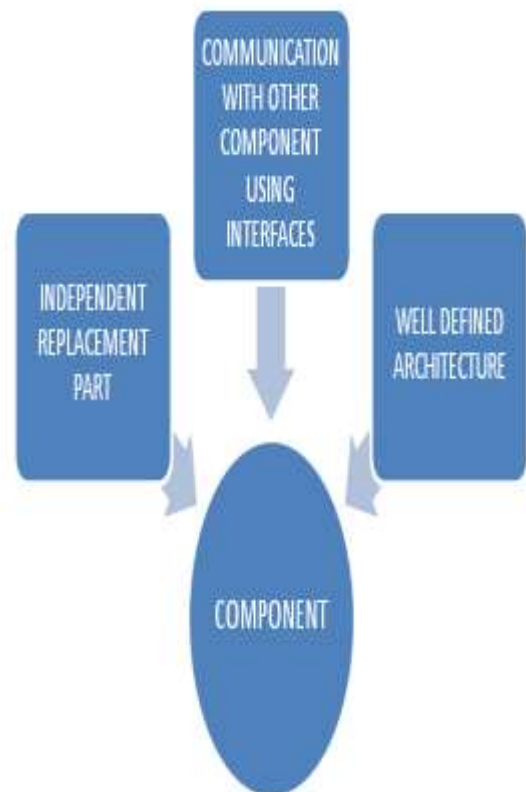 COMMUNICATION
WITH OTHER
COMPONENT
USING
INTERFACES
INDEPENDENT
REPLACEMENT
PART
WELL DEFINED
ARCHITECTURE
COMPONENT